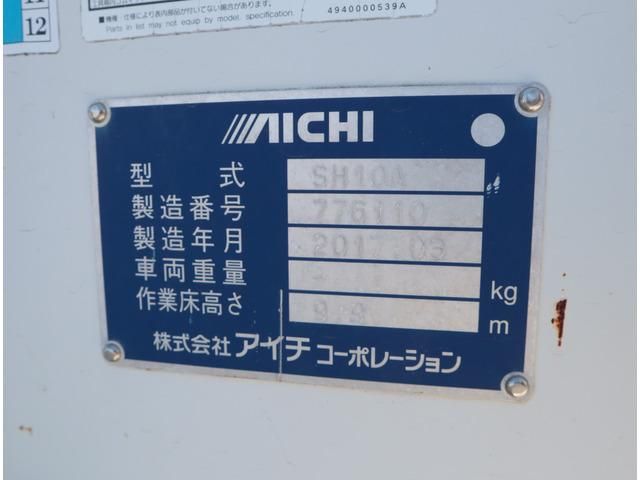 12
■機種・仕様により表内部品が付いてない場合があります。
Parts in list may not by model. specification.
4940000539A
AICHI
型式 SH10A
製造番号 776110
製造年月 2017.03
車両重量 - kg
作業床高さ 9.9 m
株式会社 アイチ コーポレーション